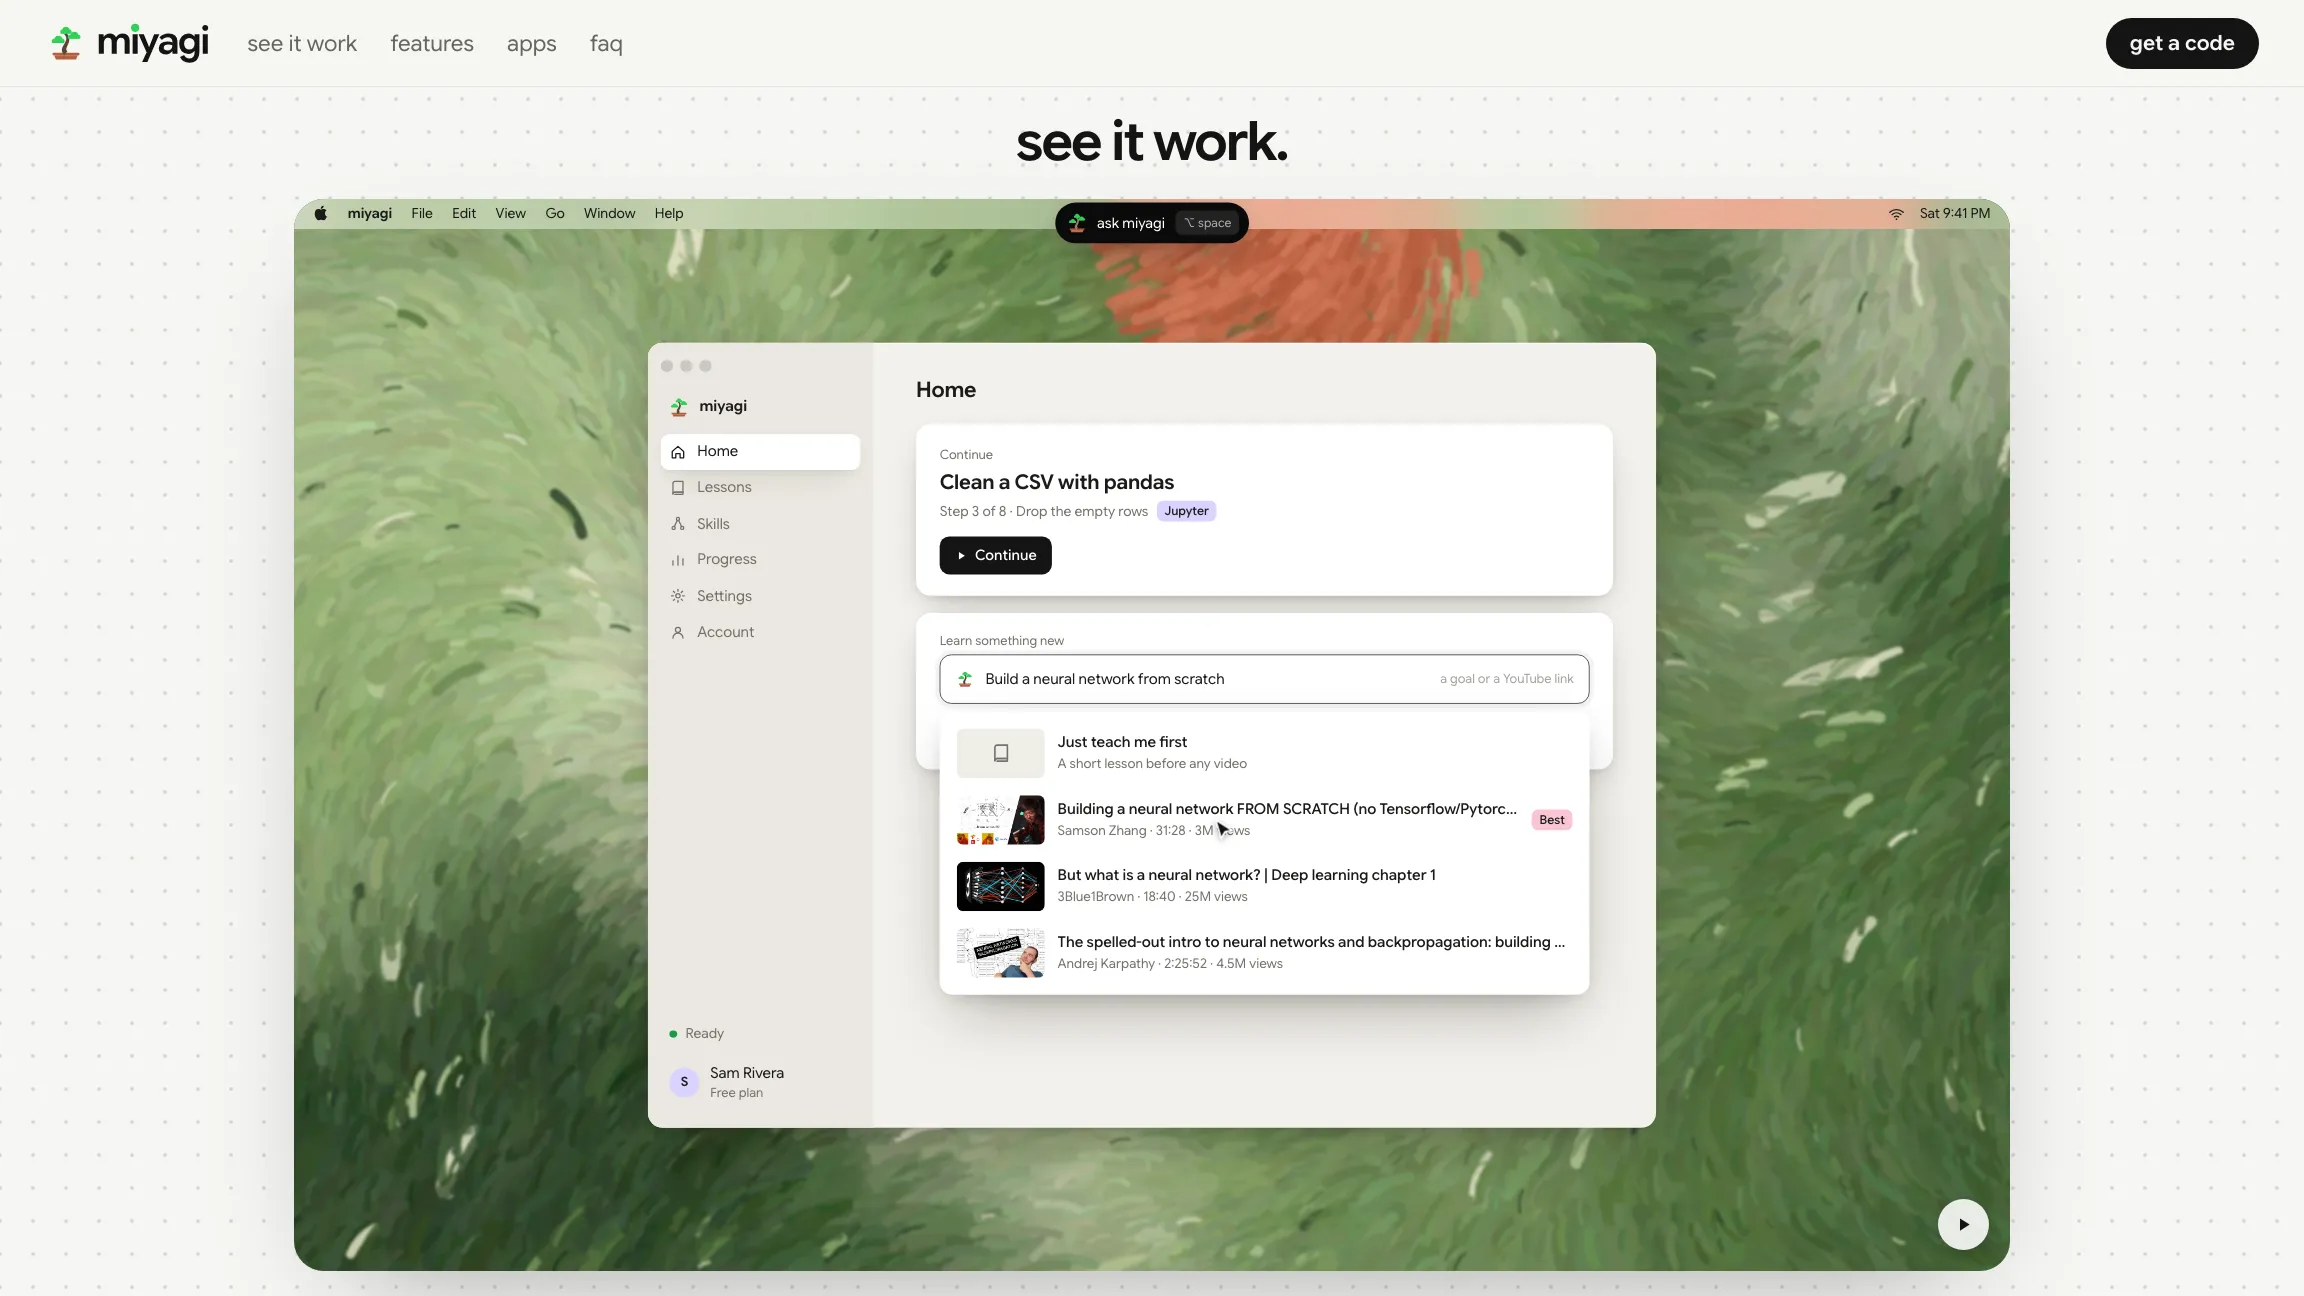 miyagi
see it work
features
apps
faq
get a code
see it work.
miyagi File Edit View Go Window Help
ask miyagi ⌥ space
Sat 9:41 PM
miyagi
Home
Lessons
Skills
Progress
Settings
Account
Ready
S
Sam Rivera
Free plan
Home
Continue
Clean a CSV with pandas
Step 3 of 8 · Drop the empty rows Jupyter
Continue
Learn something new
Build a neural network from scratch
a goal or a YouTube link
Just teach me first
A short lesson before any video
Building a neural network FROM SCRATCH (no Tensorflow/Pytorc...
Samson Zhang · 31:28 · 3M views
Best
But what is a neural network? | Deep learning chapter 1
3Blue1Brown · 18:40 · 25M views
The spelled-out intro to neural networks and backpropagation: building ...
Andrej Karpathy · 2:25:52 · 4.5M views